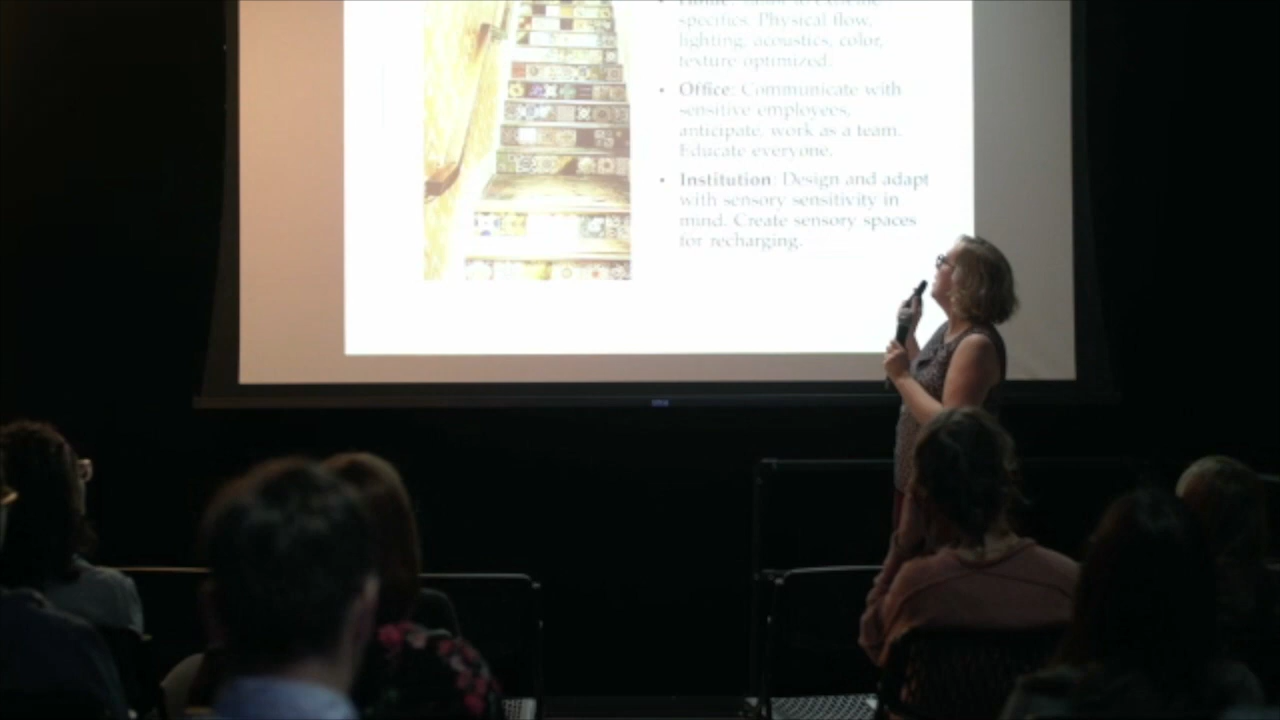 specifics. Physical flow,
lighting, acoustics, color,
texture optimized.
• Office: Communicate with
sensitive employees,
anticipate, work as a team.
Educate everyone.
• Institution: Design and adapt
with sensory sensitivity in
mind. Create sensory spaces
for recharging.